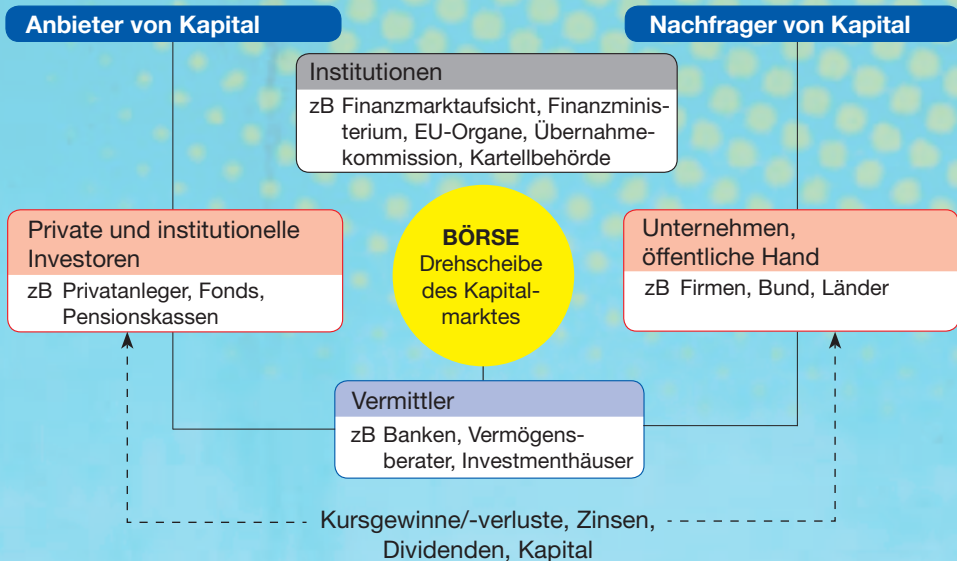 Anbieter von Kapital
Nachfrager von Kapital
Institutionen
zB Finanzmarktaufsicht, Finanzminis-
terium, EU-Organe, Übernahme-
kommission, Kartellbehörde
Private und institutionelle
Investoren
zB Privatanleger, Fonds,
Pensionskassen
BÖRSE
Drehscheibe
des Kapital-
marktes
Unternehmen,
öffentliche Hand
zB Firmen, Bund, Länder
Vermittler
zB Banken, Vermögens-
berater, Investmenthäuser
Kursgewinne/-verluste, Zinsen,
Dividenden, Kapital